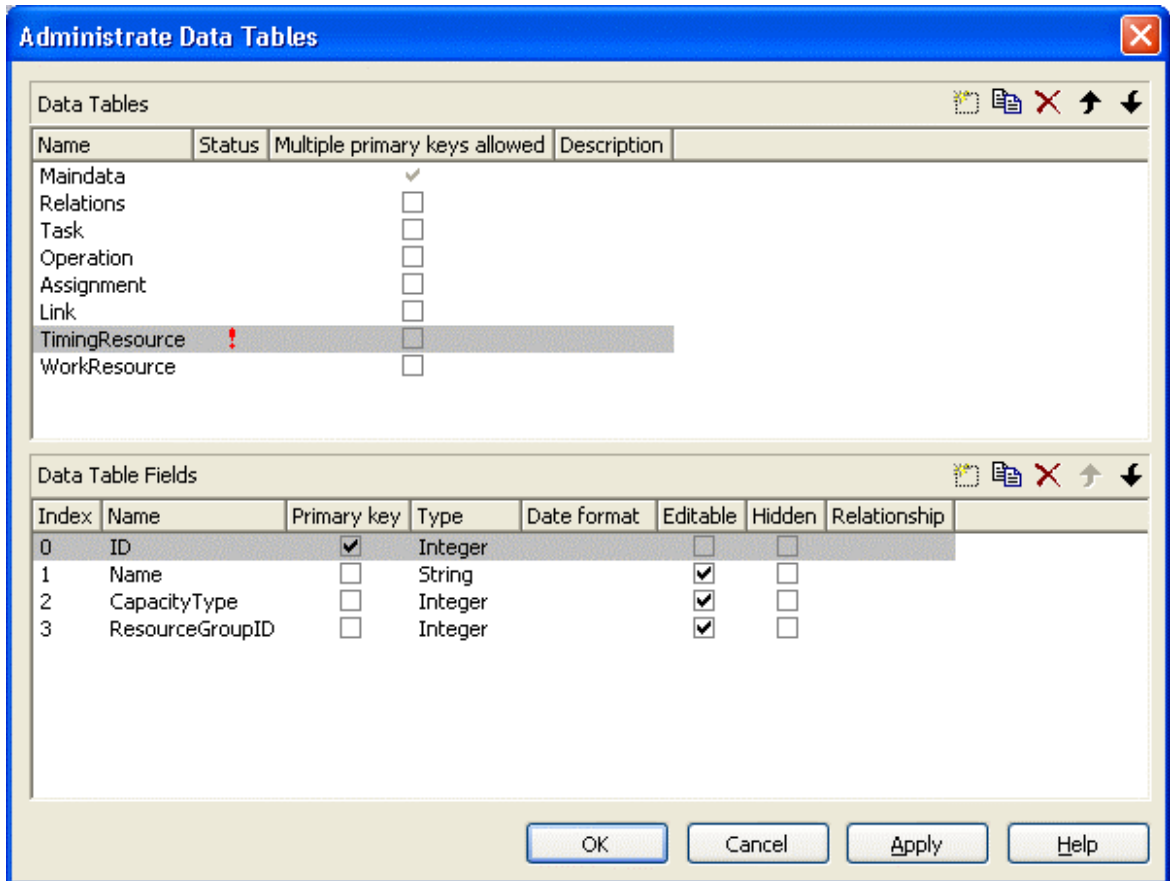 Administrate Data Tables
Data Tables
Name Status Multiple primary keys allowed Description
Maindata
Relations
Task
Operation
Assignment
Link
TimingResource !
WorkResource
Data Table Fields
Index Name Primary key Type Date format Editable Hidden Relationship
0 ID Integer
1 Name String
2 CapacityType Integer
3 ResourceGroupID Integer
OK Cancel Apply Help